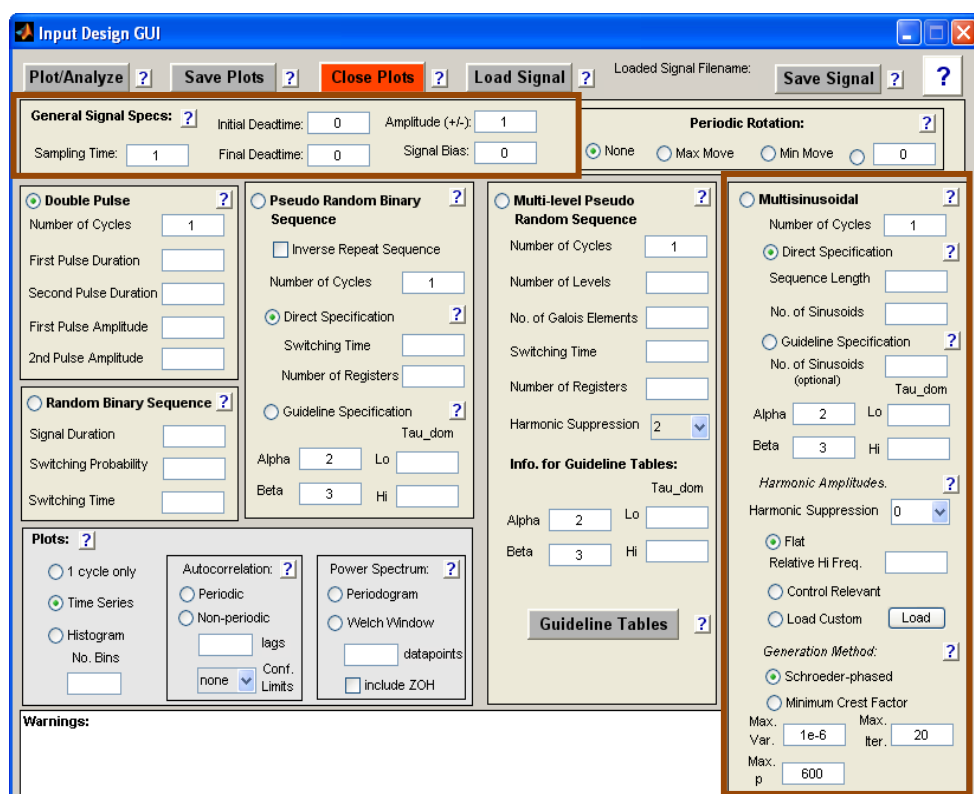 Input Design GUI
Plot/Analyze ? Save Plots ? Close Plots ? Load Signal ? Loaded Signal Filename: Save Signal ? ?
General Signal Specs: ? Initial Deadtime: 0 Amplitude (+/-): 1
Sampling Time: 1 Final Deadtime: 0 Signal Bias: 0
Periodic Rotation: ?
None Max Move Min Move 0
Double Pulse ?
Number of Cycles 1
First Pulse Duration
Second Pulse Duration
First Pulse Amplitude
2nd Pulse Amplitude
Random Binary Sequence ?
Signal Duration
Switching Probability
Switching Time
Pseudo Random Binary ?
Sequence
Inverse Repeat Sequence
Number of Cycles 1
Direct Specification ?
Switching Time
Number of Registers
Guideline Specification ?
Tau_dom
Alpha 2 Lo
Beta 3 Hi
Multi-level Pseudo ?
Random Sequence
Number of Cycles 1
Number of Levels
No. of Galois Elements
Switching Time
Number of Registers
Harmonic Suppression 2
Info. for Guideline Tables:
Tau_dom
Alpha 2 Lo
Beta 3 Hi
Guideline Tables ?
Multisinusoidal ?
Number of Cycles 1
Direct Specification ?
Sequence Length
No. of Sinusoids
Guideline Specification ?
No. of Sinusoids
(optional)
Tau_dom
Alpha 2 Lo
Beta 3 Hi
Harmonic Amplitudes. ?
Harmonic Suppression 0
Flat
Relative Hi Freq.
Control Relevant
Load Custom Load
Generation Method: ?
Schroeder-phased
Minimum Crest Factor
Max. Var. 1e-6 Max. Iter. 20
Max. p 600
Plots: ?
1 cycle only
Time Series
Histogram
No. Bins
Autocorrelation: ?
Periodic
Non-periodic
lags
none Conf. Limits
Power Spectrum: ?
Periodogram
Welch Window
datapoints
include ZOH
Warnings: